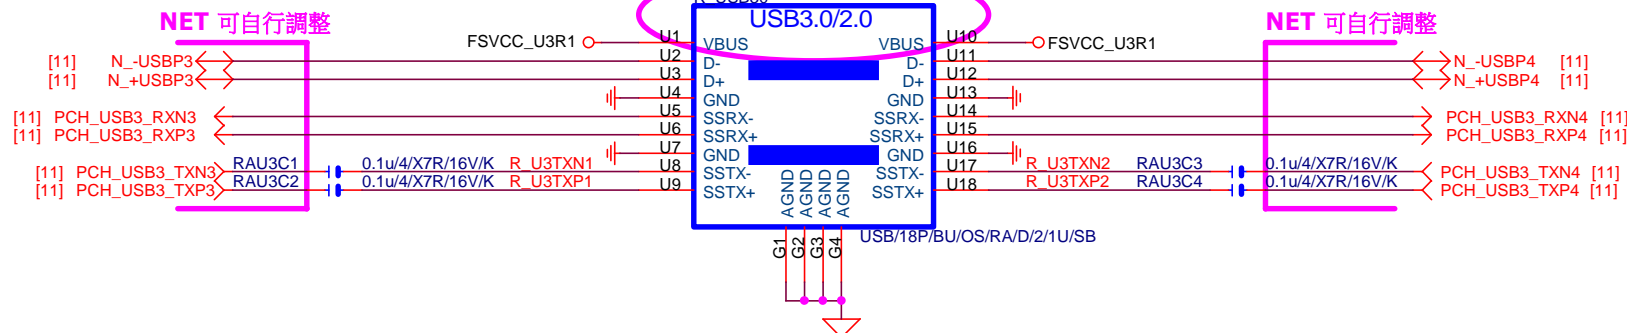 NET 可自行調整
USB3.0/2.0
NET 可自行調整
FSVCC_U3R1
U1
VBUS
VBUS
U10
FSVCC_U3R1
[11] N_-USBP3
U2
D-
D-
U11
N_-USBP4 [11]
[11] N_+USBP3
U3
D+
D+
U12
N_+USBP4 [11]
U4
GND
GND
U13
[11] PCH_USB3_RXN3
U5
SSRX-
SSRX-
U14
PCH_USB3_RXN4 [11]
[11] PCH_USB3_RXP3
U6
SSRX+
SSRX+
U15
PCH_USB3_RXP4 [11]
U7
GND
GND
U16
[11] PCH_USB3_TXN3
RAU3C1
0.1u/4/X7R/16V/K
R_U3TXN1
U8
SSTX-
SSTX-
U17
R_U3TXN2
RAU3C3
0.1u/4/X7R/16V/K
PCH_USB3_TXN4 [11]
[11] PCH_USB3_TXP3
RAU3C2
0.1u/4/X7R/16V/K
R_U3TXP1
U9
SSTX+
SSTX+
U18
R_U3TXP2
RAU3C4
0.1u/4/X7R/16V/K
PCH_USB3_TXP4 [11]
AGND
AGND
AGND
AGND
USB/18P/BU/OS/RA/D/2/1U/SB
G1
G2
G3
G4